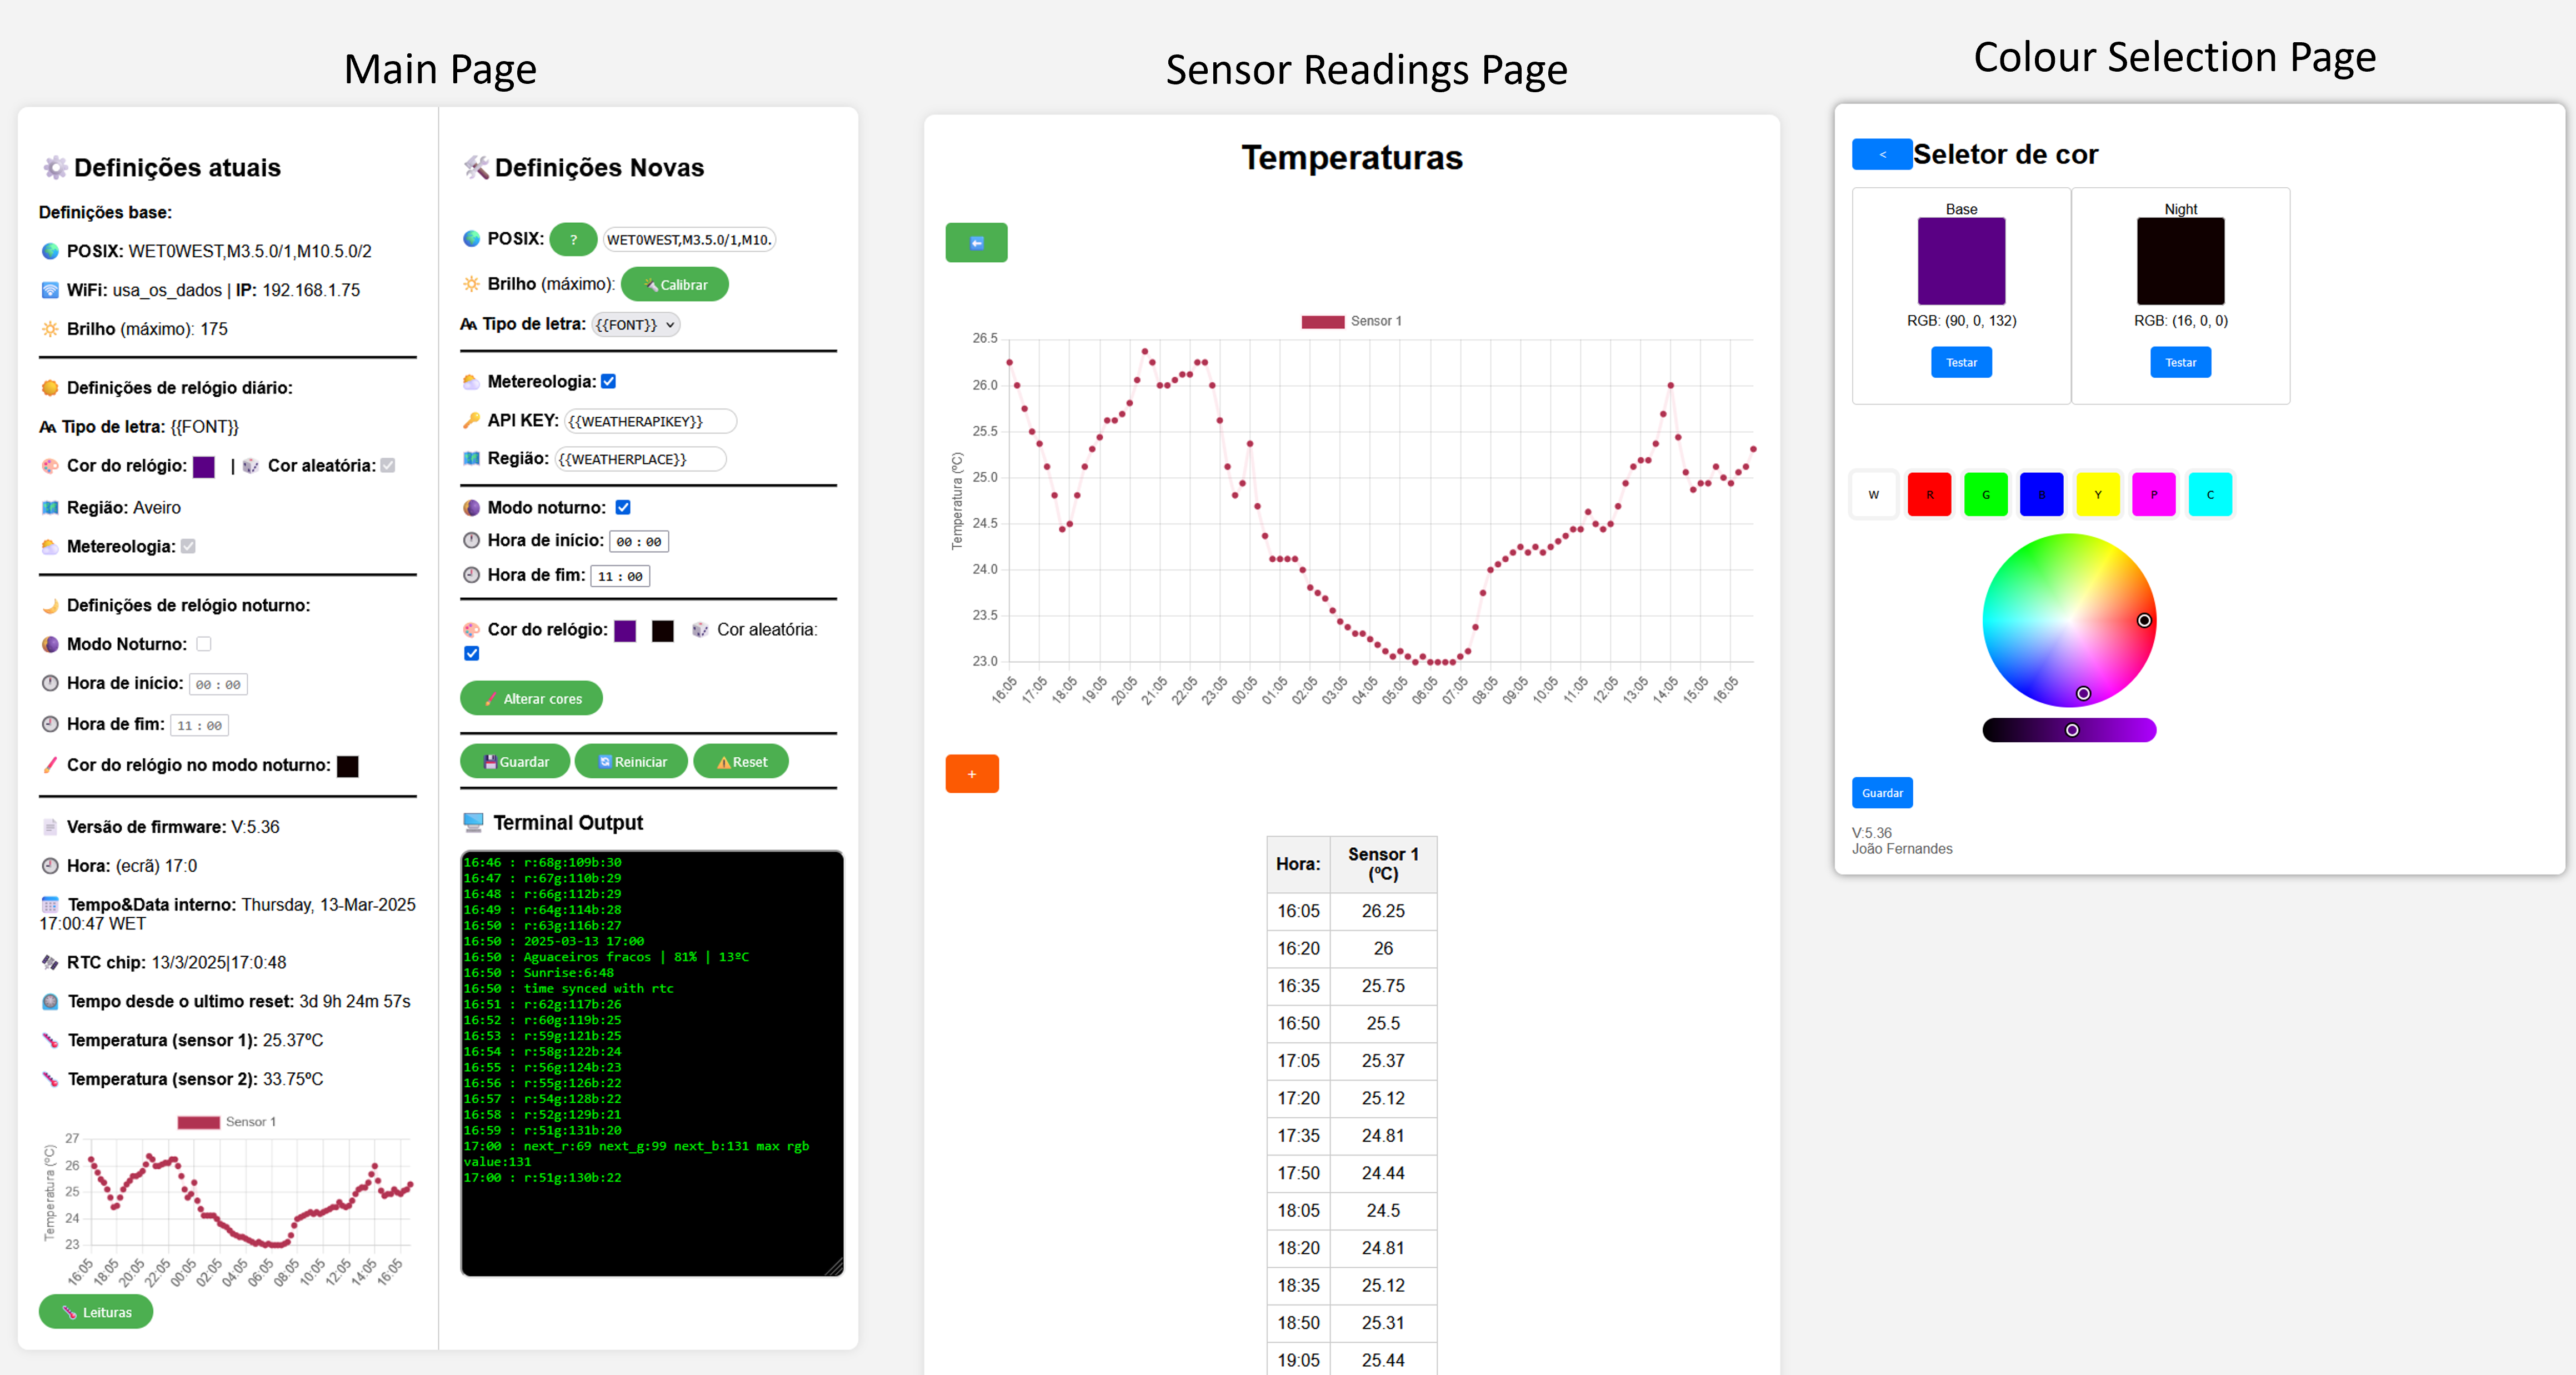 Main Page
⚙️ Definições atuais
Definições base:
🌍 POSIX: WET0WEST,M3.5.0/1,M10.5.0/2
🛜 WiFi: usa_os_dados | IP: 192.168.1.75
🔆 Brilho (máximo): 175
Definições de relógio diário:
Aᴀ Tipo de letra: {{FONT}}
🎨 Cor do relógio: | 🎲 Cor aleatória:
🗺️ Região: Aveiro
Metereologia:
🌙 Definições de relógio noturno:
Modo Noturno:
Hora de início: 00 : 00
Hora de fim: 11 : 00
Cor do relógio no modo noturno:
Versão de firmware: V:5.36
Hora: (ecrã) 17:0
Tempo&Data interno: Thursday, 13-Mar-2025
17:00:47 WET
RTC chip: 13/3/2025|17:0:48
Tempo desde o ultimo reset: 3d 9h 24m 57s
Temperatura (sensor 1): 25.37ºC
Temperatura (sensor 2): 33.75ºC
Sensor 1
Temperatura (ºC)
27
26
25
24
23
16:05 18:05 20:05 22:05 00:05 02:05 04:05 06:05 08:05 10:05 12:05 14:05 16:05
Leituras
🛠️ Definições Novas
POSIX: ? WET0WEST,M3.5.0/1,M10.
Brilho (máximo): Calibrar
Aᴀ Tipo de letra: {{FONT}}
Metereologia:
API KEY: {{WEATHERAPIKEY}}
Região: {{WEATHERPLACE}}
Modo noturno:
Hora de início: 00 : 00
Hora de fim: 11 : 00
Cor do relógio: Cor aleatória:
Alterar cores
Guardar Reiniciar Reset
Terminal Output
16:46 : r:68g:109b:30
16:47 : r:67g:110b:29
16:48 : r:66g:112b:29
16:49 : r:64g:114b:28
16:50 : r:63g:116b:27
16:50 : 2025-03-13 17:00
16:50 : Aguaceiros fracos | 81% | 13ºC
16:50 : Sunrise:6:48
16:50 : time synced with rtc
16:51 : r:62g:117b:26
16:52 : r:60g:119b:25
16:53 : r:59g:121b:25
16:54 : r:58g:122b:24
16:55 : r:56g:124b:23
16:56 : r:55g:126b:22
16:57 : r:54g:128b:22
16:58 : r:52g:129b:21
16:59 : r:51g:131b:20
17:00 : next_r:69 next_g:99 next_b:131 max rgb
value:131
17:00 : r:51g:130b:22
Sensor Readings Page
Temperaturas
Sensor 1
Temperatura (ºC)
26.5
26.0
25.5
25.0
24.5
24.0
23.5
23.0
16:05 17:05 18:05 19:05 20:05 21:05 22:05 23:05 00:05 01:05 02:05 03:05 04:05 05:05 06:05 07:05 08:05 09:05 10:05 11:05 12:05 13:05 14:05 15:05 16:05
+
Hora: Sensor 1
(ºC)
16:05 26.25
16:20 26
16:35 25.75
16:50 25.5
17:05 25.37
17:20 25.12
17:35 24.81
17:50 24.44
18:05 24.5
18:20 24.81
18:35 25.12
18:50 25.31
19:05 25.44
Colour Selection Page
< Seletor de cor
Base Night
RGB: (90, 0, 132) RGB: (16, 0, 0)
Testar Testar
W R G B Y P C
Guardar
V:5.36
João Fernandes